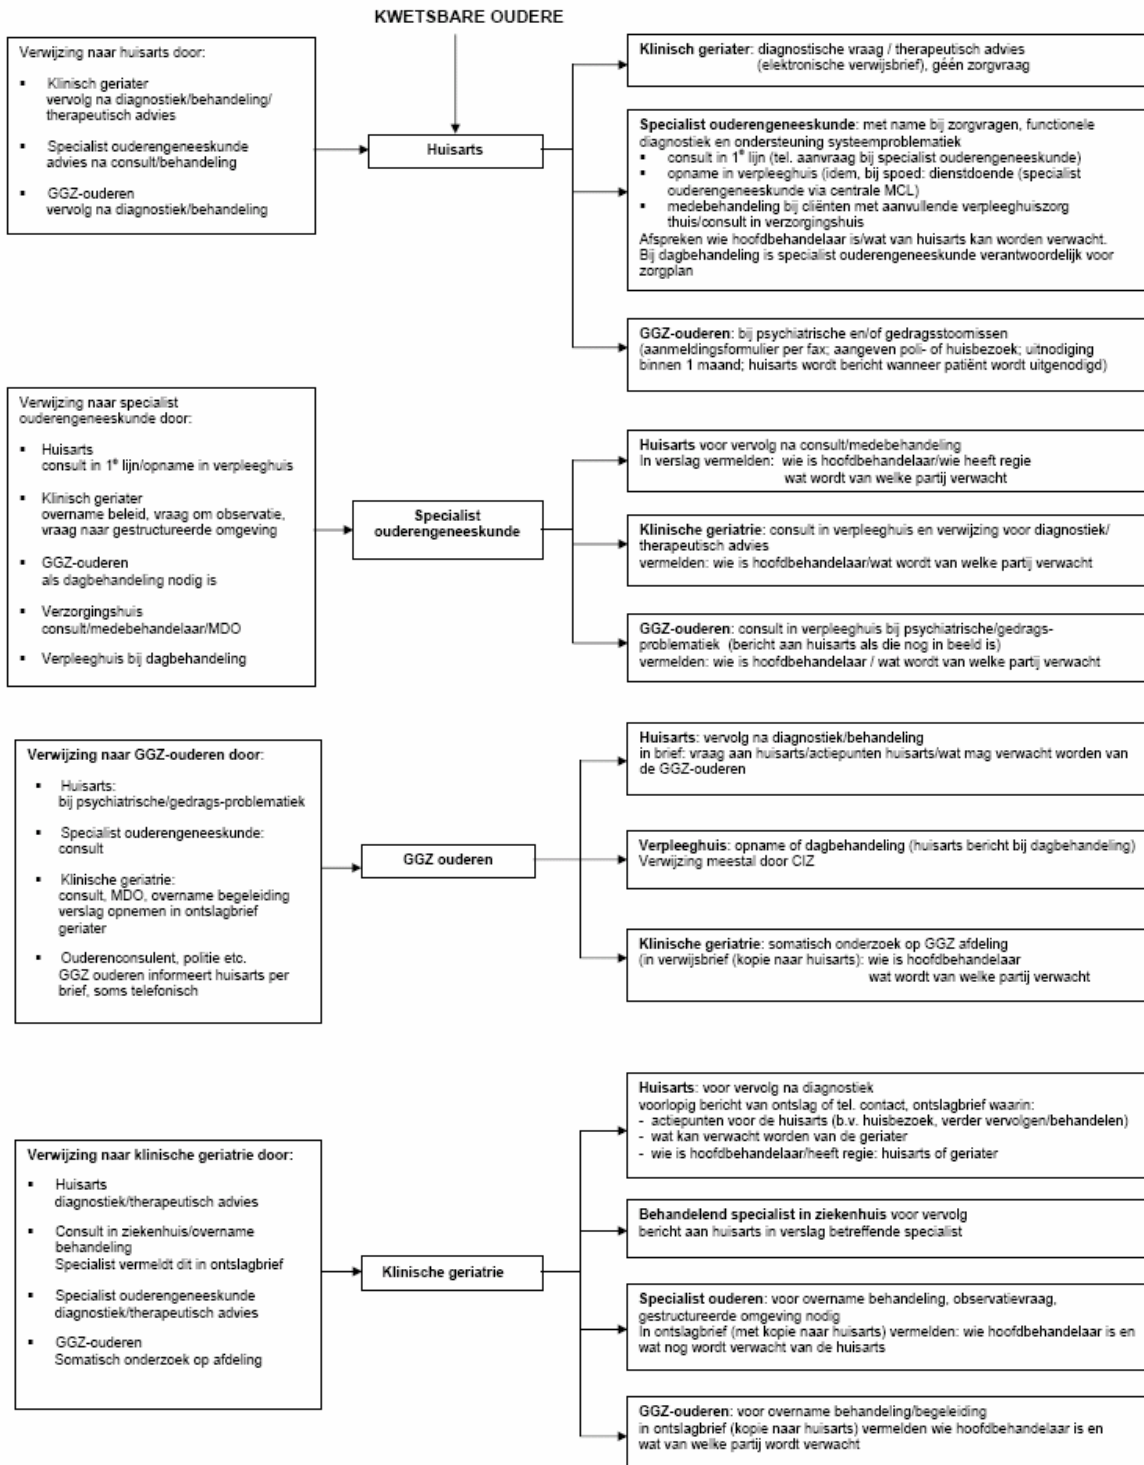 KWETSBARE OUDERE
Verwijzing naar huisarts door:
▪ Klinisch geriater
vervolg na diagnostiek/behandeling/
therapeutisch advies
▪ Specialist ouderengeneeskunde
advies na consult/behandeling
▪ GGZ-ouderen
vervolg na diagnostiek/behandeling
Huisarts
Klinisch geriater: diagnostische vraag / therapeutisch advies
(elektronische verwijsbrief), géén zorgvraag
Specialist ouderengeneeskunde: met name bij zorgvragen, functionele
diagnostiek en ondersteuning systeemproblematiek
▪ consult in 1e lijn (tel. aanvraag bij specialist ouderengeneeskunde)
▪ opname in verpleeghuis (idem, bij spoed: dienstdoende (specialist
ouderengeneeskunde via centrale MCL)
▪ medebehandeling bij cliënten met aanvullende verpleeghuiszorg
thuis/consult in verzorgingshuis
Afspreken wie hoofdbehandelaar is/wat van huisarts kan worden verwacht.
Bij dagbehandeling is specialist ouderengeneeskunde verantwoordelijk voor
zorgplan
GGZ-ouderen: bij psychiatrische en/of gedragsstoornissen
(aanmeldingsformulier per fax; aangeven poli- of huisbezoek; uitnodiging
binnen 1 maand; huisarts wordt bericht wanneer patiënt wordt uitgenodigd)
Verwijzing naar specialist
ouderengeneeskunde door:
▪ Huisarts
consult in 1e lijn/opname in verpleeghuis
▪ Klinisch geriater
overname beleid, vraag om observatie,
vraag naar gestructureerde omgeving
▪ GGZ-ouderen
als dagbehandeling nodig is
▪ Verzorgingshuis
consult/medebehandelaar/MDO
▪ Verpleeghuis bij dagbehandeling
Specialist
ouderengeneeskunde
Huisarts voor vervolg na consult/medebehandeling
In verslag vermelden: wie is hoofdbehandelaar/wie heeft regie
wat wordt van welke partij verwacht
Klinische geriatrie: consult in verpleeghuis en verwijzing voor diagnostiek/
therapeutisch advies
vermelden: wie is hoofdbehandelaar/wat wordt van welke partij verwacht
GGZ-ouderen: consult in verpleeghuis bij psychiatrische/gedrags-
problematiek (bericht aan huisarts als die nog in beeld is)
vermelden: wie is hoofdbehandelaar / wat wordt van welke partij verwacht
Verwijzing naar GGZ-ouderen door:
▪ Huisarts:
bij psychiatrische/gedrags-problematiek
▪ Specialist ouderengeneeskunde:
consult
▪ Klinische geriatrie:
consult, MDO, overname begeleiding
verslag opnemen in ontslagbrief
geriater
▪ Ouderenconsulent, politie etc.
GGZ ouderen informeert huisarts per
brief, soms telefonisch
GGZ ouderen
Huisarts: vervolg na diagnostiek/behandeling
in brief: vraag aan huisarts/actiepunten huisarts/wat mag verwacht worden van
de GGZ-ouderen
Verpleeghuis: opname of dagbehandeling (huisarts bericht bij dagbehandeling)
Verwijzing meestal door CIZ
Klinische geriatrie: somatisch onderzoek op GGZ afdeling
(in verwijsbrief (kopie naar huisarts): wie is hoofdbehandelaar
wat wordt van welke partij verwacht
Verwijzing naar klinische geriatrie door:
▪ Huisarts
diagnostiek/therapeutisch advies
▪ Consult in ziekenhuis/overname
behandeling
Specialist vermeldt dit in ontslagbrief
▪ Specialist ouderengeneeskunde
diagnostiek/therapeutisch advies
▪ GGZ-ouderen
Somatisch onderzoek op afdeling
Klinische geriatrie
Huisarts: voor vervolg na diagnostiek
voorlopig bericht van ontslag of tel. contact, ontslagbrief waarin:
- actiepunten voor de huisarts (b.v. huisbezoek, verder vervolgen/behandelen)
- wat kan verwacht worden van de geriater
- wie is hoofdbehandelaar/heeft regie: huisarts of geriater
Behandelend specialist in ziekenhuis voor vervolg
bericht aan huisarts in verslag betreffende specialist
Specialist ouderen: voor overname behandeling, observatievraag,
gestructureerde omgeving nodig
In ontslagbrief (met kopie naar huisarts) vermelden: wie hoofdbehandelaar is en
wat nog wordt verwacht van de huisarts
GGZ-ouderen: voor overname behandeling/begeleiding
in ontslagbrief (kopie naar huisarts) vermelden wie hoofdbehandelaar is en
wat van welke partij wordt verwacht